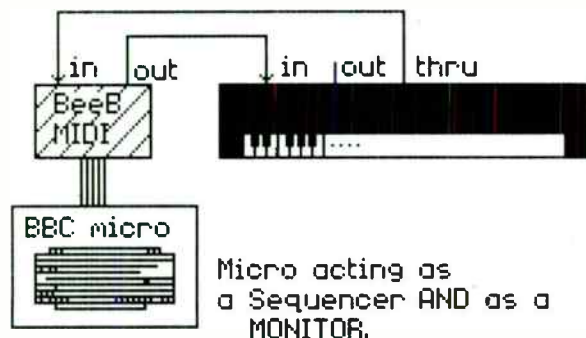 in out in out thru
BeeB
MIDI
....
BBC micro
Micro acting as
a Sequencer AND as a
MONITOR.